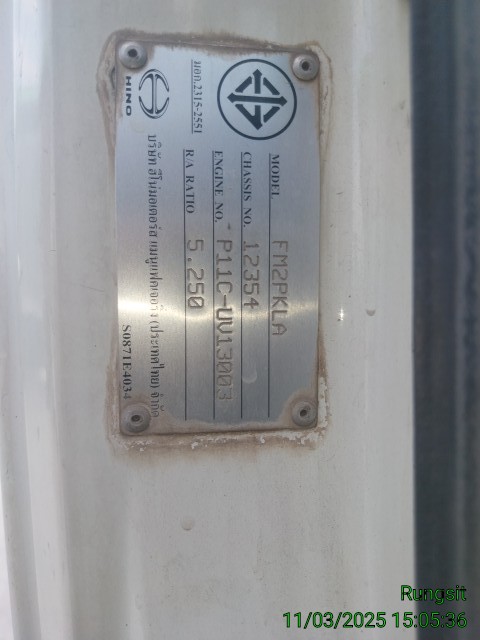 มอก.2315-2551
HINO
MODEL FM2PKLA
CHASSIS NO. 12354
ENGINE NO. P11C-UV13003
R/A RATIO 5.250
บริษัท ฮีโน่มอเตอร์ส แมนูแฟคเจอริ่ง (ประเทศไทย) จำกัด
S0871E4034
Rungsit
11/03/2025 15:05:36